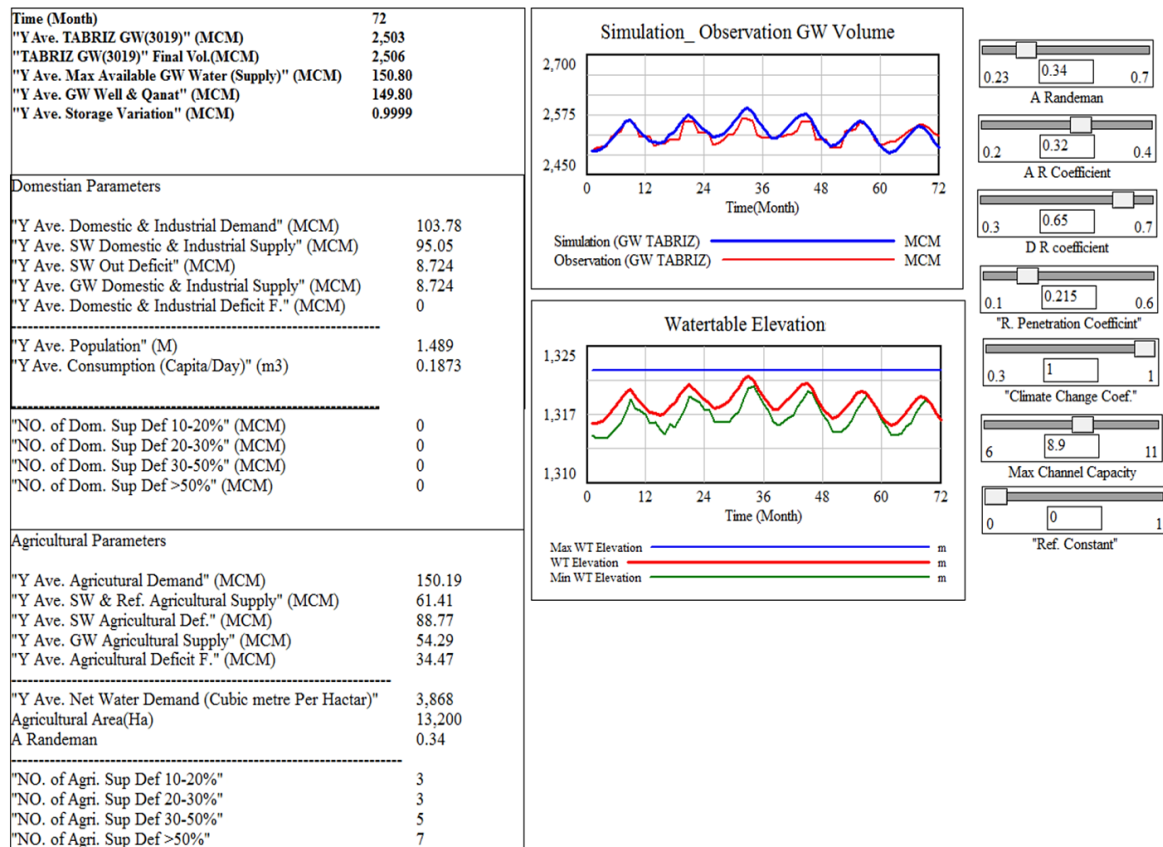 Time (Month) 72
"Y Ave. TABRIZ GW(3019)" (MCM) 2,503
"TABRIZ GW(3019)" Final Vol.(MCM) 2,506
"Y Ave. Max Available GW Water (Supply)" (MCM) 150.80
"Y Ave. GW Well & Qanat" (MCM) 149.80
"Y Ave. Storage Variation" (MCM) 0.9999
Domestian Parameters
"Y Ave. Domestic & Industrial Demand" (MCM) 103.78
"Y Ave. SW Domestic & Industrial Supply" (MCM) 95.05
"Y Ave. SW Out Deficit" (MCM) 8.724
"Y Ave. GW Domestic & Industrial Supply" (MCM) 8.724
"Y Ave. Domestic & Industrial Deficit F." (MCM) 0
"Y Ave. Population" (M) 1.489
"Y Ave. Consumption (Capita/Day)" (m3) 0.1873
"NO. of Dom. Sup Def 10-20%" (MCM) 0
"NO. of Dom. Sup Def 20-30%" (MCM) 0
"NO. of Dom. Sup Def 30-50%" (MCM) 0
"NO. of Dom. Sup Def >50%" (MCM) 0
Agricultural Parameters
"Y Ave. Agricutural Demand" (MCM) 150.19
"Y Ave. SW & Ref. Agricultural Supply" (MCM) 61.41
"Y Ave. SW Agricultural Def." (MCM) 88.77
"Y Ave. GW Agricultural Supply" (MCM) 54.29
"Y Ave. Agricultural Deficit F." (MCM) 34.47
"Y Ave. Net Water Demand (Cubic metre Per Hactar)" 3,868
Agricultural Area(Ha) 13,200
A Randeman 0.34
"NO. of Agri. Sup Def 10-20%" 3
"NO. of Agri. Sup Def 20-30%" 3
"NO. of Agri. Sup Def 30-50%" 5
"NO. of Agri. Sup Def >50%" 7
Simulation_ Observation GW Volume
2,700
2,575
2,450
0 12 24 36 48 60 72
Time(Month)
Simulation (GW TABRIZ) MCM
Observation (GW TABRIZ) MCM
Watertable Elevation
1,325
1,317
1,310
0 12 24 36 48 60 72
Time (Month)
Max WT Elevation m
WT Elevation m
Min WT Elevation m
0.23 0.34 0.7
A Randeman
0.2 0.32 0.4
A R Coefficient
0.3 0.65 0.7
D R coefficient
0.1 0.215 0.6
"R. Penetration Coefficint"
0.3 1 1
"Climate Change Coef."
6 8.9 11
Max Channel Capacity
0 0 1
"Ref. Constant"